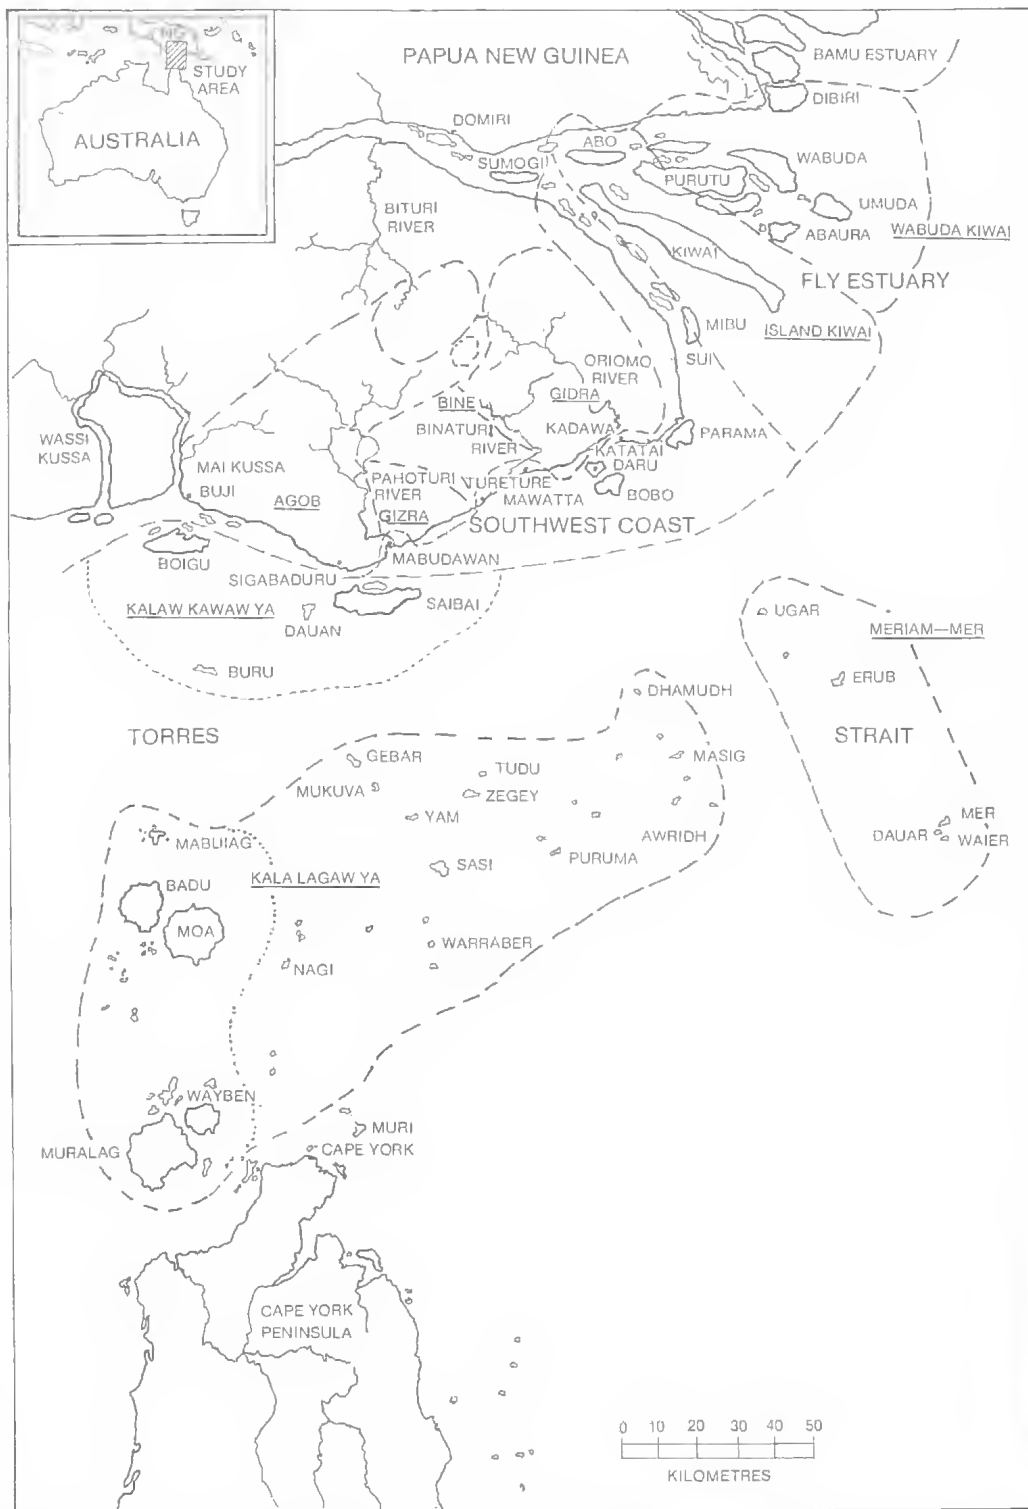 NG
STUDY
AREA
AUSTRALIA
PAPUA NEW GUINEA
BAMU ESTUARY
DIBIRI
DOMIRI
ABO
SUMOGI
WABUDA
PURUTU
UMUDA
BITURI
RIVER
ABAURA
WABUDA KIWAI
KIWAI
FLY ESTUARY
MIBU
ISLAND KIWAI
SUI
ORIOMO
RIVER
GIDRA
BINE
BINATURI
RIVER
KADAWA
PARAMA
WASSI
KUSSA
KATATAI
DARU
MAI KUSSA
BUJI
PAHOTURI
RIVER
TURETURE
BOBO
AGOB
MAWATTA
GIZRA
SOUTHWEST COAST
MABUDAWAN
BOIGU
SIGABADURU
SAIBAI
KALAW KAWAW YA
DAUAN
UGAR
MERIAM—MER
BURU
ERUB
DHAMUDH
TORRES
STRAIT
GEBAR
MASIG
TUDU
MUKUVA
ZEGEY
YAM
MER
AWRIDH
DAUAR
WAIER
MABUIAG
PURUMA
SASI
KALA LAGAW YA
BADU
MOA
WARRABER
NAGI
WAYBEN
MURI
MURALAG
CAPE YORK
CAPE YORK
PENINSULA
0 10 20 30 40 50
KILOMETRES